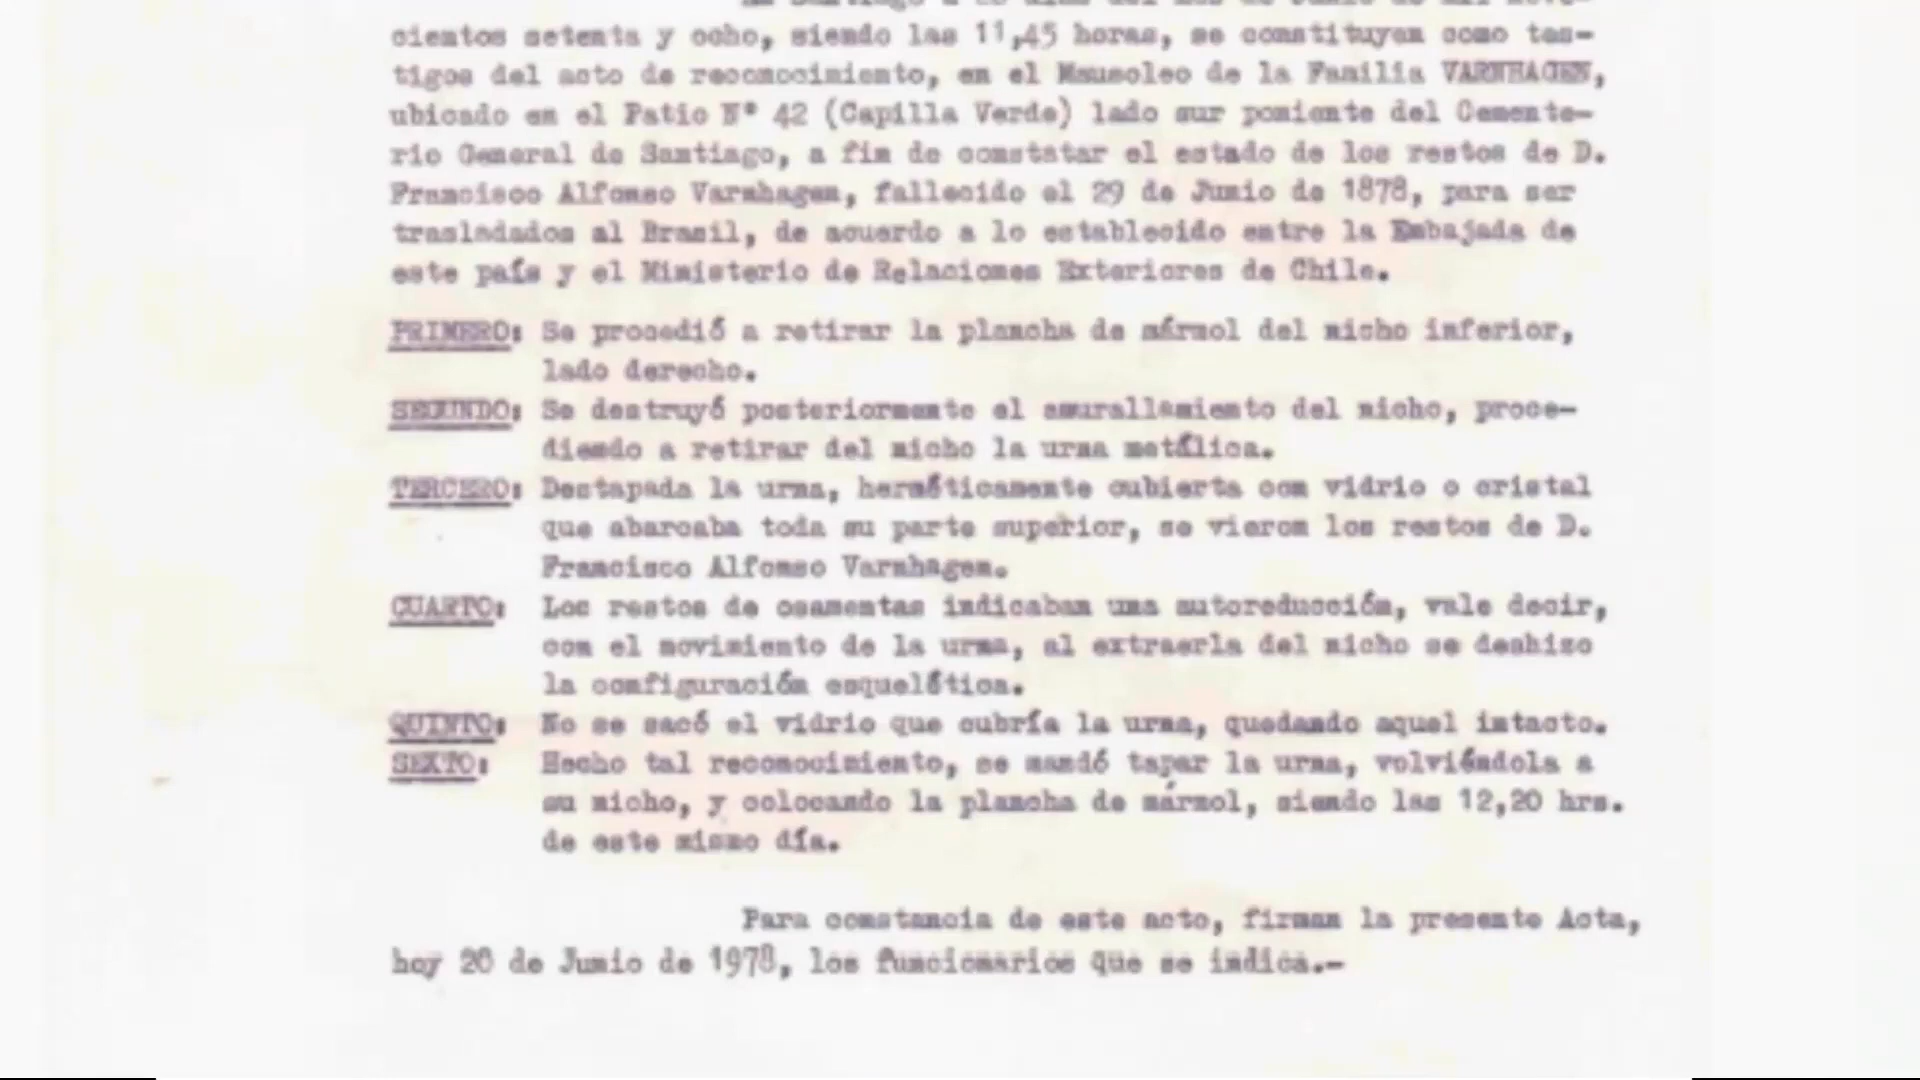 cientos setenta y ocho, siendo las 11,45 horas, se constituyen como tes-
tigos del acto de reconocimiento, en el Mausoleo de la Familia VARNHAGEN,
ubicado en el Patio N° 42 (Capilla Verde) lado sur poniente del Cemente-
rio General de Santiago, a fin de constatar el estado de los restos de D.
Francisco Alfonso Varnhagen, fallecido el 29 de Junio de 1878, para ser
trasladados al Brasil, de acuerdo a lo establecido entre la Embajada de
este país y el Ministerio de Relaciones Exteriores de Chile.
PRIMERO: Se procedió a retirar la plancha de mármol del nicho inferior,
lado derecho.
SEGUNDO: Se destruyó posteriormente el amurallamiento del nicho, proce-
diendo a retirar del nicho la urna metálica.
TERCERO: Destapada la urna, herméticamente cubierta con vidrio o cristal
que abarcaba toda su parte superior, se vieron los restos de D.
Francisco Alfonso Varnhagen.
CUARTO: Los restos de osamentas indicaban una autoreducción, vale decir,
con el movimiento de la urna, al extraerla del nicho se deshizo
la configuración esquelética.
QUINTO: No se sacó el vidrio que cubría la urna, quedando aquel intacto.
SEXTO: Hecho tal reconocimiento, se mandó tapar la urna, volviéndola a
su nicho, y colocando la plancha de mármol, siendo las 12,20 hrs.
de este mismo día.
Para constancia de este acto, firman la presente Acta,
hoy 20 de Junio de 1978, los funcionarios que se indica.-